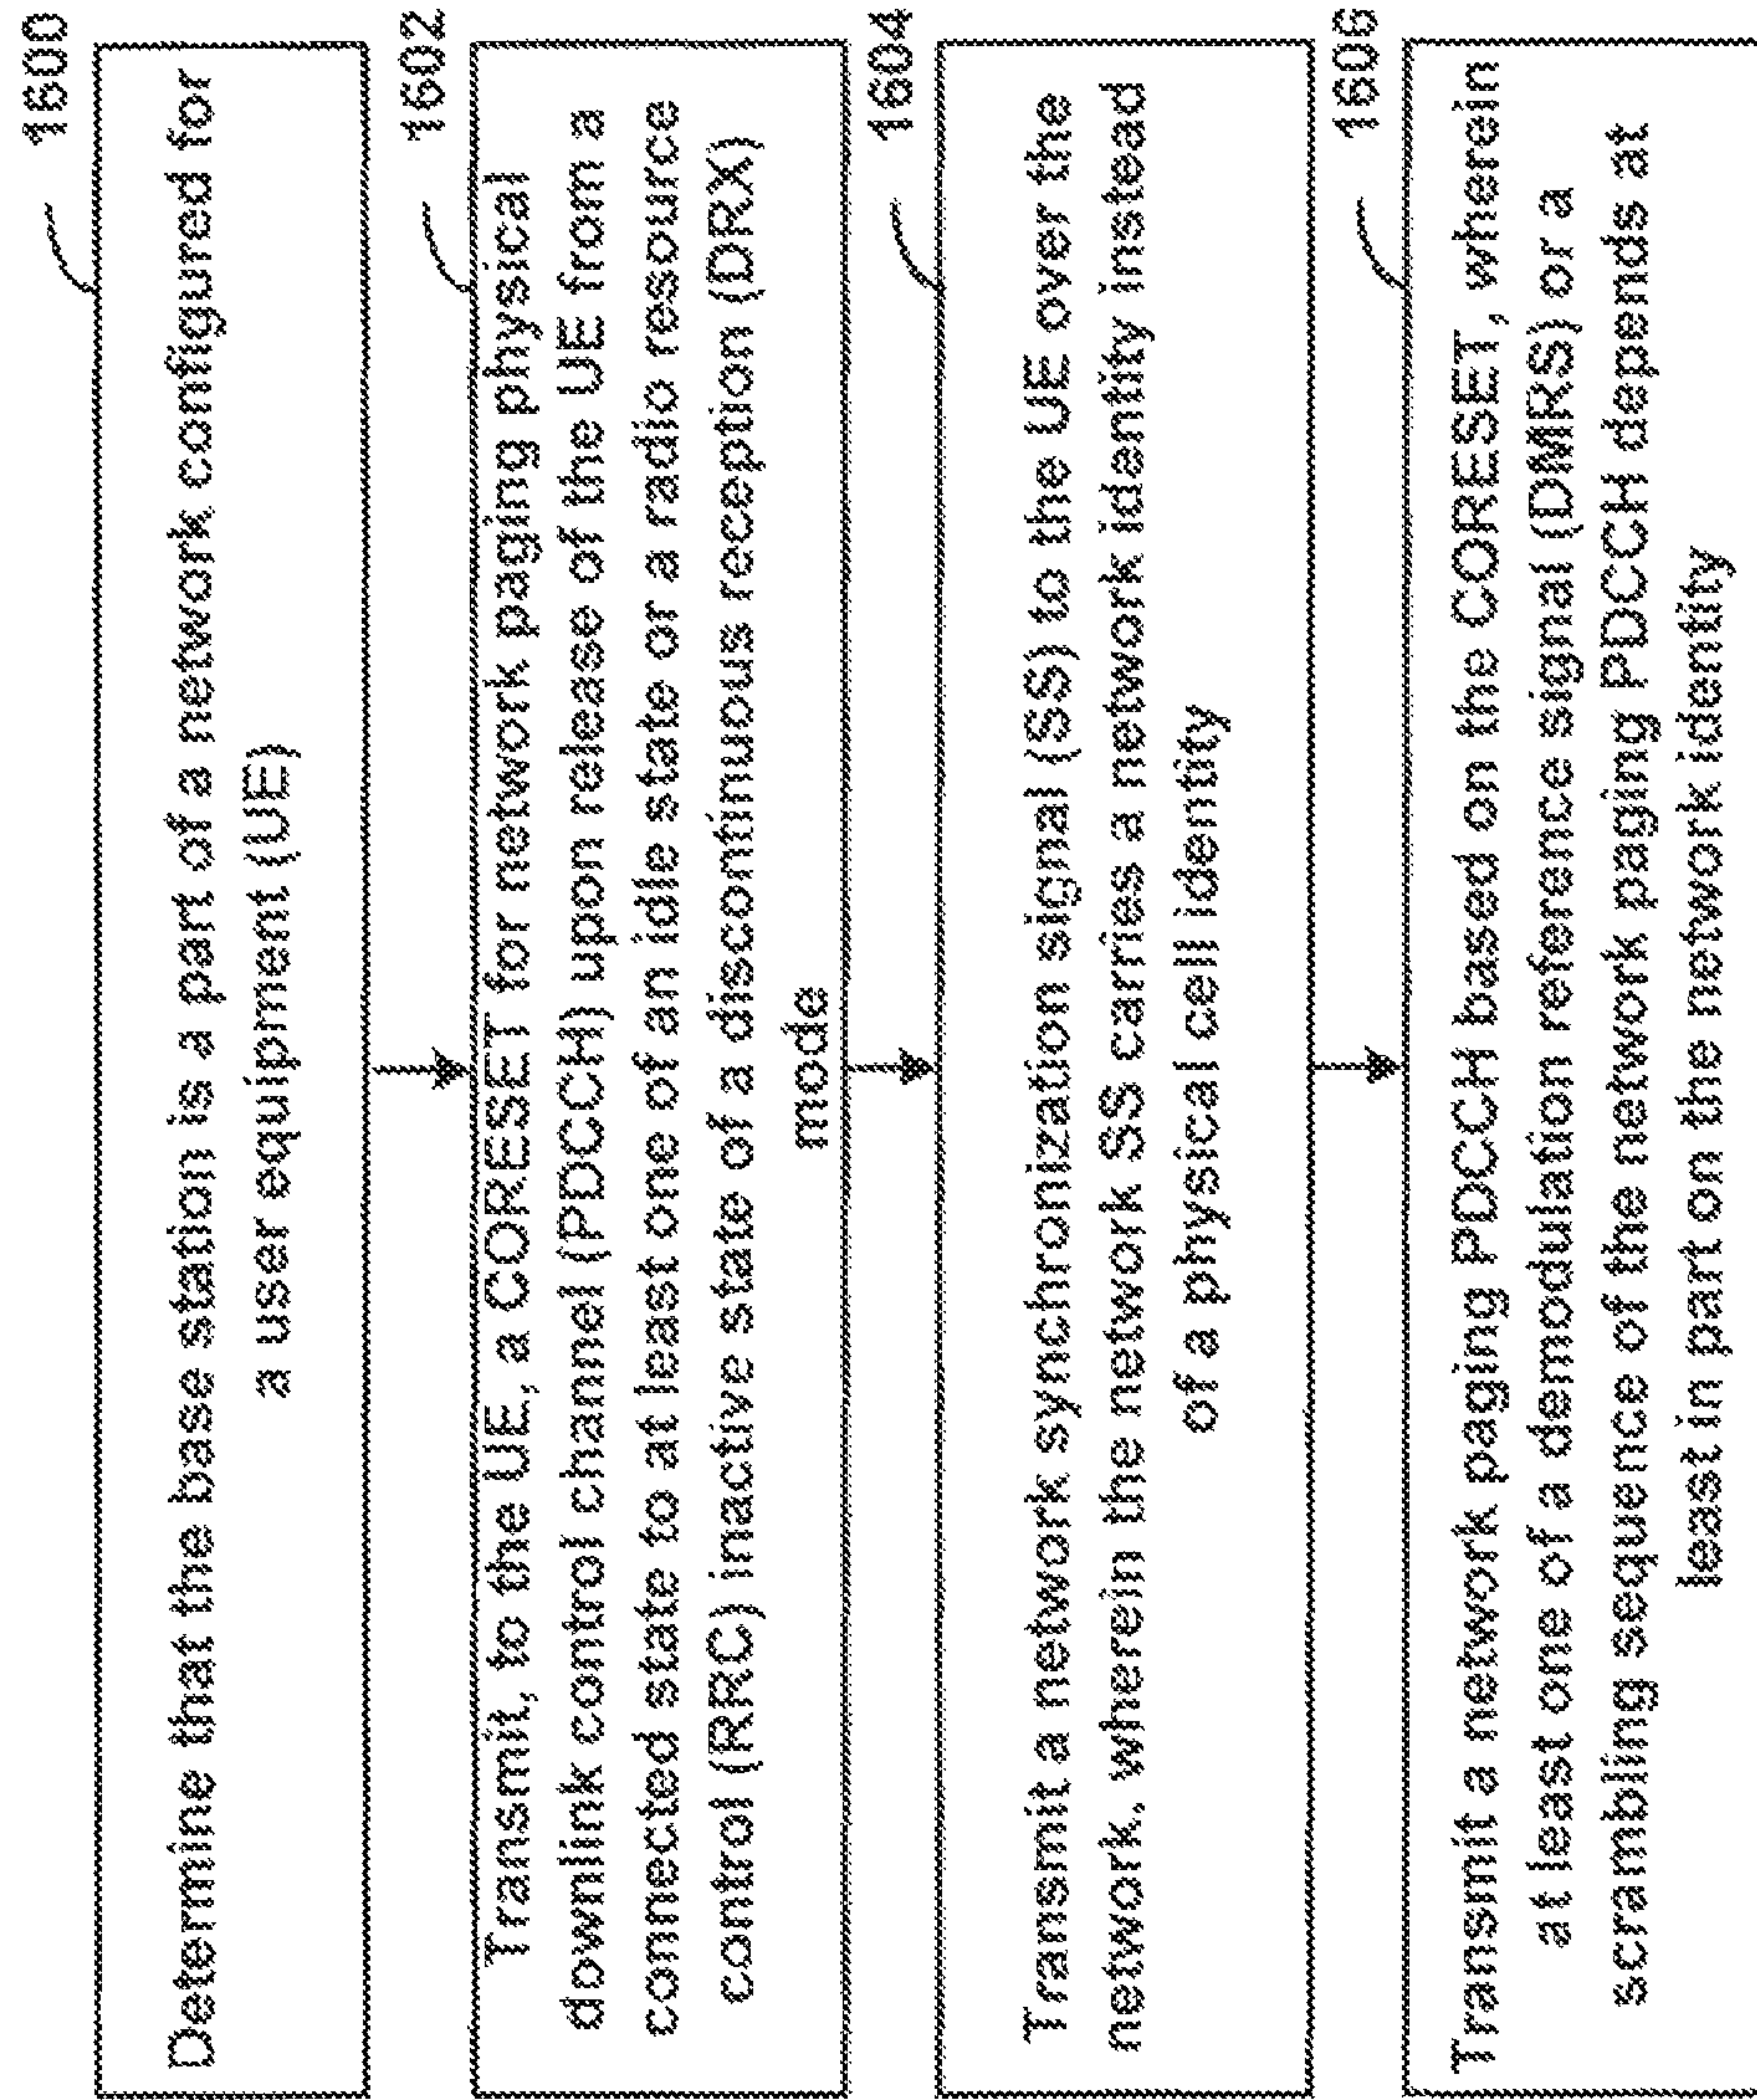 1600
Determine that the base station is a part of a network configured for
a user equipment (UE)
1602
Transmit, to the UE, a CORESET for network paging physical
downlink control channel (PDCCH) upon release of the UE from a
connected state to at least one of an idle state or a radio resource
control (RRC) inactive state of a discontinuous reception (DRX)
mode
1604
Transmit a network synchronization signal (SS) to the UE over the
network, wherein the network SS carries a network identity instead
of a physical cell identity
1606
Transmit a network paging PDCCH based on the CORESET, wherein
at least one of a demodulation reference signal (DMRS) or a
scrambling sequence of the network paging PDCCH depends at
least in part on the network identity